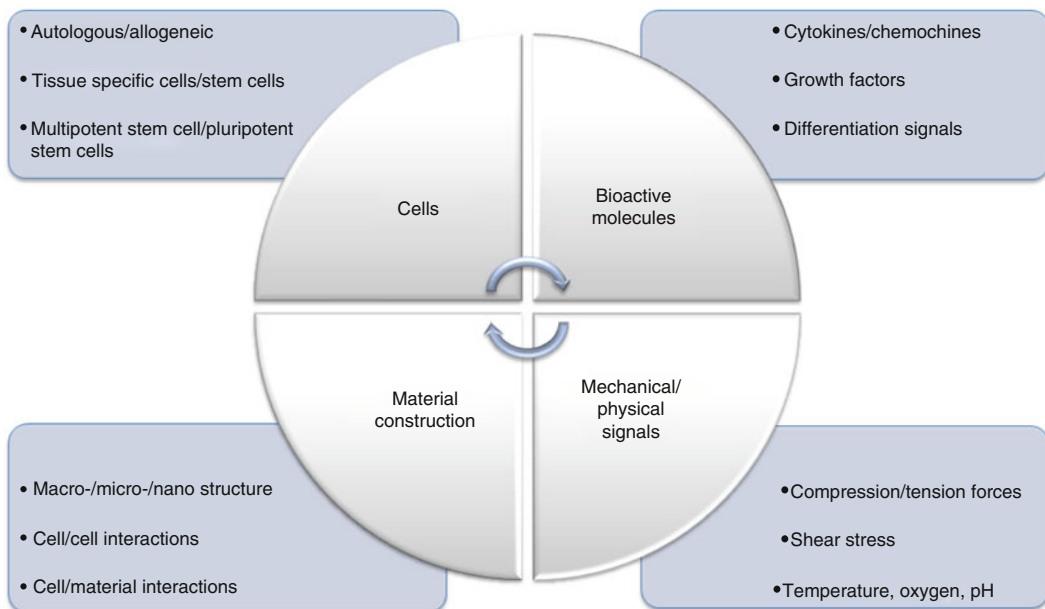 • Autologous/allogeneic
• Tissue specific cells/stem cells
• Multipotent stem cell/pluripotent
stem cells
• Cytokines/chemochines
• Growth factors
• Differentiation signals
Cells
Bioactive
molecules
Material
construction
Mechanical/
physical
signals
• Macro-/micro-/nano structure
• Cell/cell interactions
• Cell/material interactions
• Compression/tension forces
• Shear stress
• Temperature, oxygen, pH